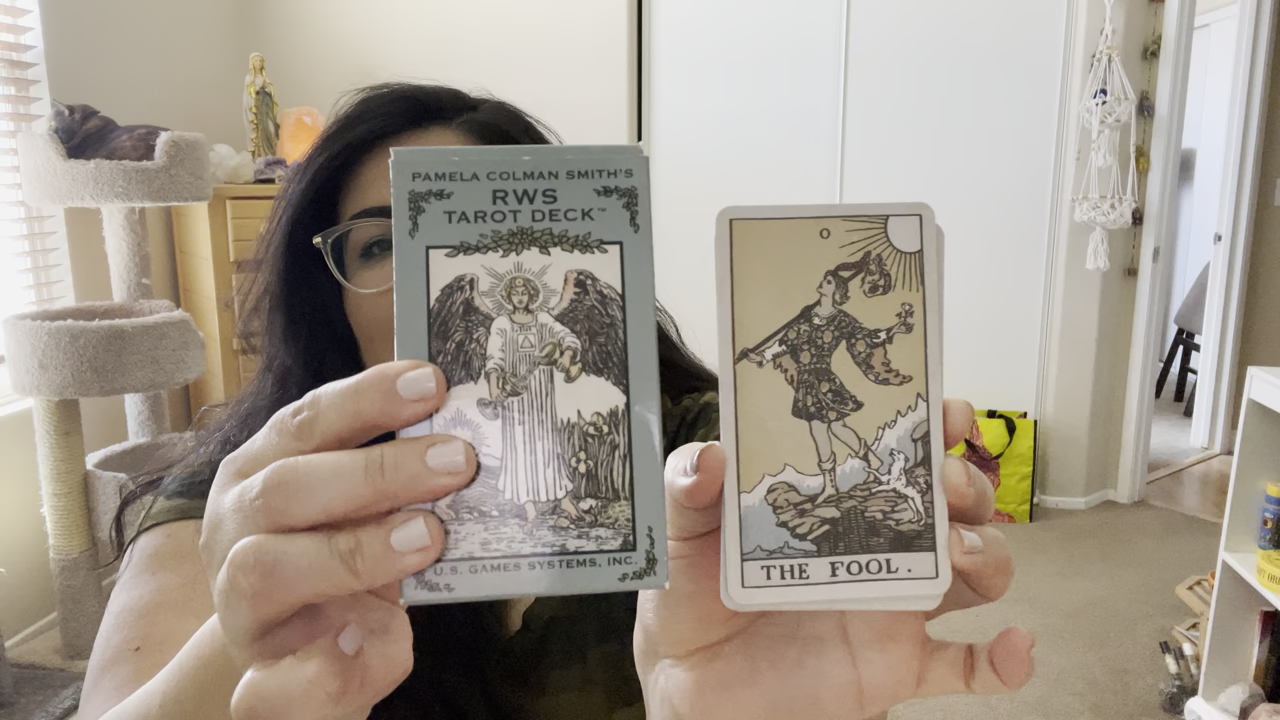 PAMELA COLMAN SMITH'S
RWS
TAROT DECK™
U.S. GAMES SYSTEMS, INC.
0
THE FOOL.